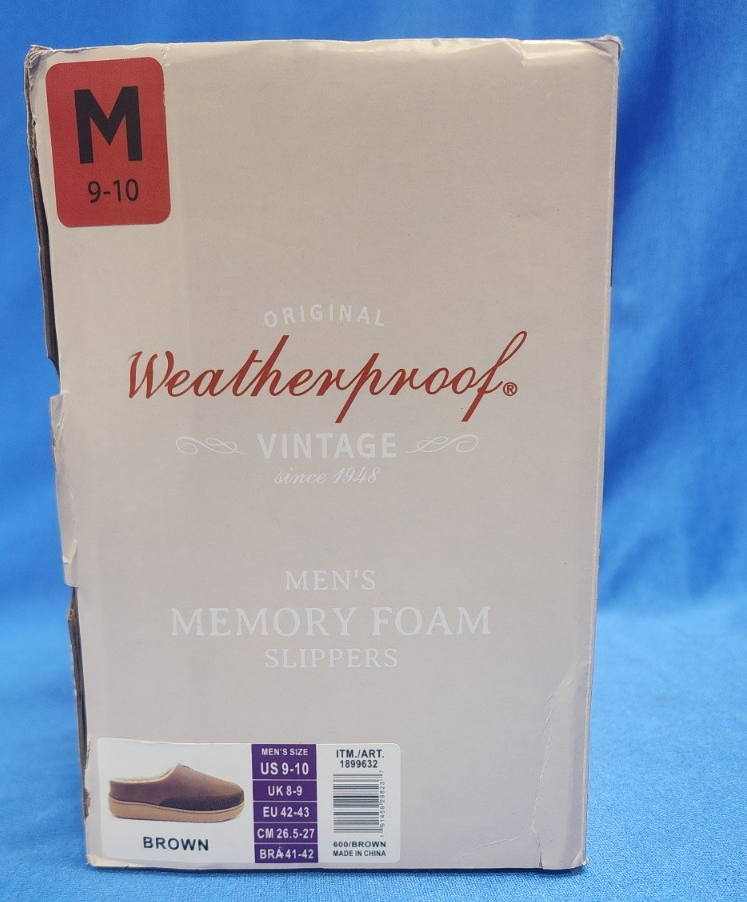 M
9-10
ORIGINAL
Weatherproof®
VINTAGE
since 1948
MEN'S
MEMORY FOAM
SLIPPERS
BROWN
MEN'S SIZE
US 9-10
UK 8-9
EU 42-43
CM 26.5-27
BRA 41-42
ITM./ART.
1899632
600/BROWN
MADE IN CHINA